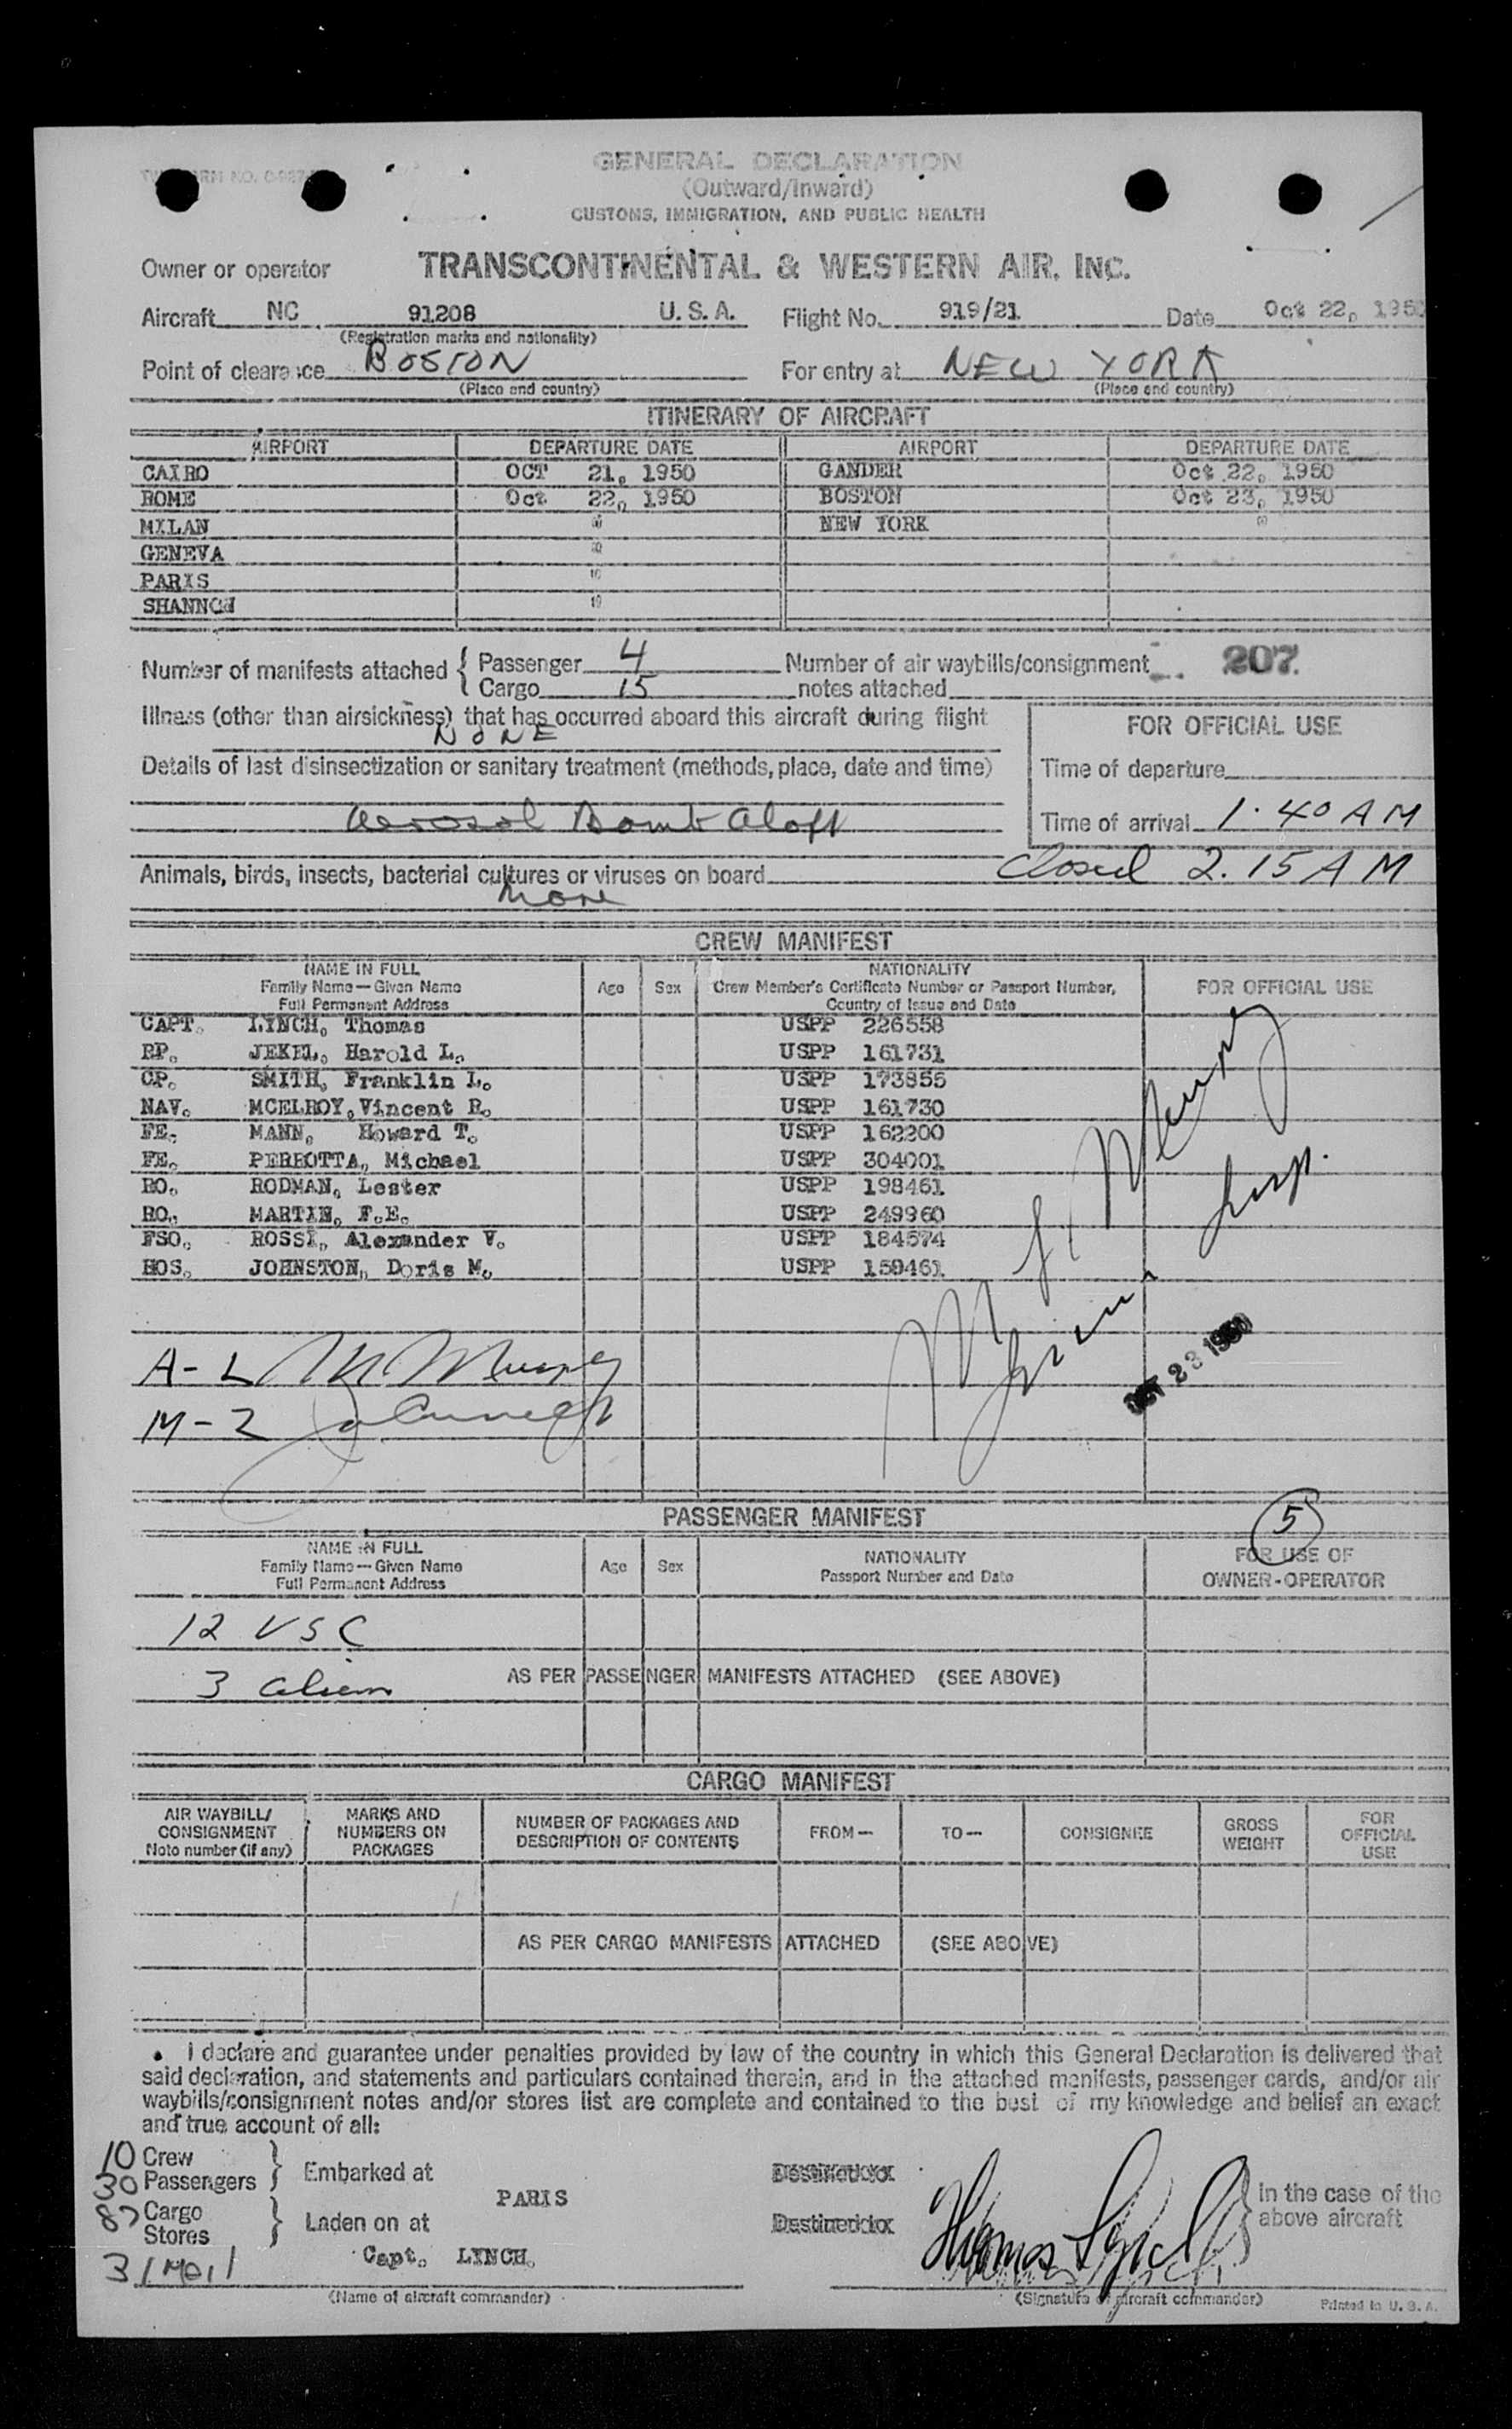 GENERAL DECLARATION
(Outward/Inward)
CUSTOMS, IMMIGRATION, AND PUBLIC HEALTH
Owner or operator TRANSCONTINENTAL & WESTERN AIR, INC.
Aircraft NC 91208 U. S. A. Flight No. 919/21 Date Oct 22, 1950
(Registration marks and nationality)
Point of clearance BOSTON For entry at NEW YORK
(Place and country) (Place and country)
ITINERARY OF AIRCRAFT
AIRPORT DEPARTURE DATE AIRPORT DEPARTURE DATE
CAIRO OCT 21, 1950 GANDER Oct 22, 1950
ROME Oct 22, 1950 BOSTON Oct 23, 1950
MILAN " NEW YORK "
GENEVA "
PARIS "
SHANNON "
Number of manifests attached { Passenger 4 Number of air waybills/consignment 207
Cargo 15 notes attached
Illness (other than airsickness) that has occurred aboard this aircraft during flight
NONE
FOR OFFICIAL USE
Details of last disinsectization or sanitary treatment (methods, place, date and time)
Time of departure
Aerosol Bomb Aloft
Time of arrival 1.40 AM
Animals, birds, insects, bacterial cultures or viruses on board Closed 2.15 AM
None
CREW MANIFEST
NAME IN FULL
Family Name—Given Name
Full Permanent Address
Age Sex
NATIONALITY
Crew Member's Certificate Number or Passport Number,
Country of Issue and Date
FOR OFFICIAL USE
CAPT. LYNCH, Thomas USPP 226558
RP. JEKEL, Harold L. USPP 161731
CP. SMITH, Franklin L. USPP 173855
NAV. MCELROY, Vincent R. USPP 161730
FE. MANN, Howard T. USPP 162200
FE. PERROTTA, Michael USPP 304001
RO. RODMAN, Lester USPP 198461
RO. MARTIN, F.E. USPP 249960
FSO. ROSSI, Alexander V. USPP 184574
HOS. JOHNSTON, Doris M. USPP 159461
Insp.
OCT 23 1950
A-L
M-2
PASSENGER MANIFEST
5
NAME IN FULL
Family Name—Given Name
Full Permanent Address
Age Sex
NATIONALITY
Passport Number and Date
FOR USE OF
OWNER-OPERATOR
12 USC
3 alien AS PER PASSENGER MANIFESTS ATTACHED (SEE ABOVE)
CARGO MANIFEST
AIR WAYBILL/
CONSIGNMENT
Note number (if any)
MARKS AND
NUMBERS ON
PACKAGES
NUMBER OF PACKAGES AND
DESCRIPTION OF CONTENTS
FROM— TO— CONSIGNEE
GROSS
WEIGHT
FOR
OFFICIAL
USE
AS PER CARGO MANIFESTS ATTACHED (SEE ABOVE)
I declare and guarantee under penalties provided by law of the country in which this General Declaration is delivered that
said declaration, and statements and particulars contained therein, and in the attached manifests, passenger cards, and/or air
waybills/consignment notes and/or stores list are complete and contained to the best of my knowledge and belief an exact
and true account of all:
10 Crew
30 Passengers } Embarked at Destined to
PARIS
87 Cargo
Stores } Laden on at Destined to
Thomas Lynch } in the case of the
above aircraft
31 Mail
Capt. LYNCH.
(Name of aircraft commander) (Signature of aircraft commander) Printed in U. S. A.